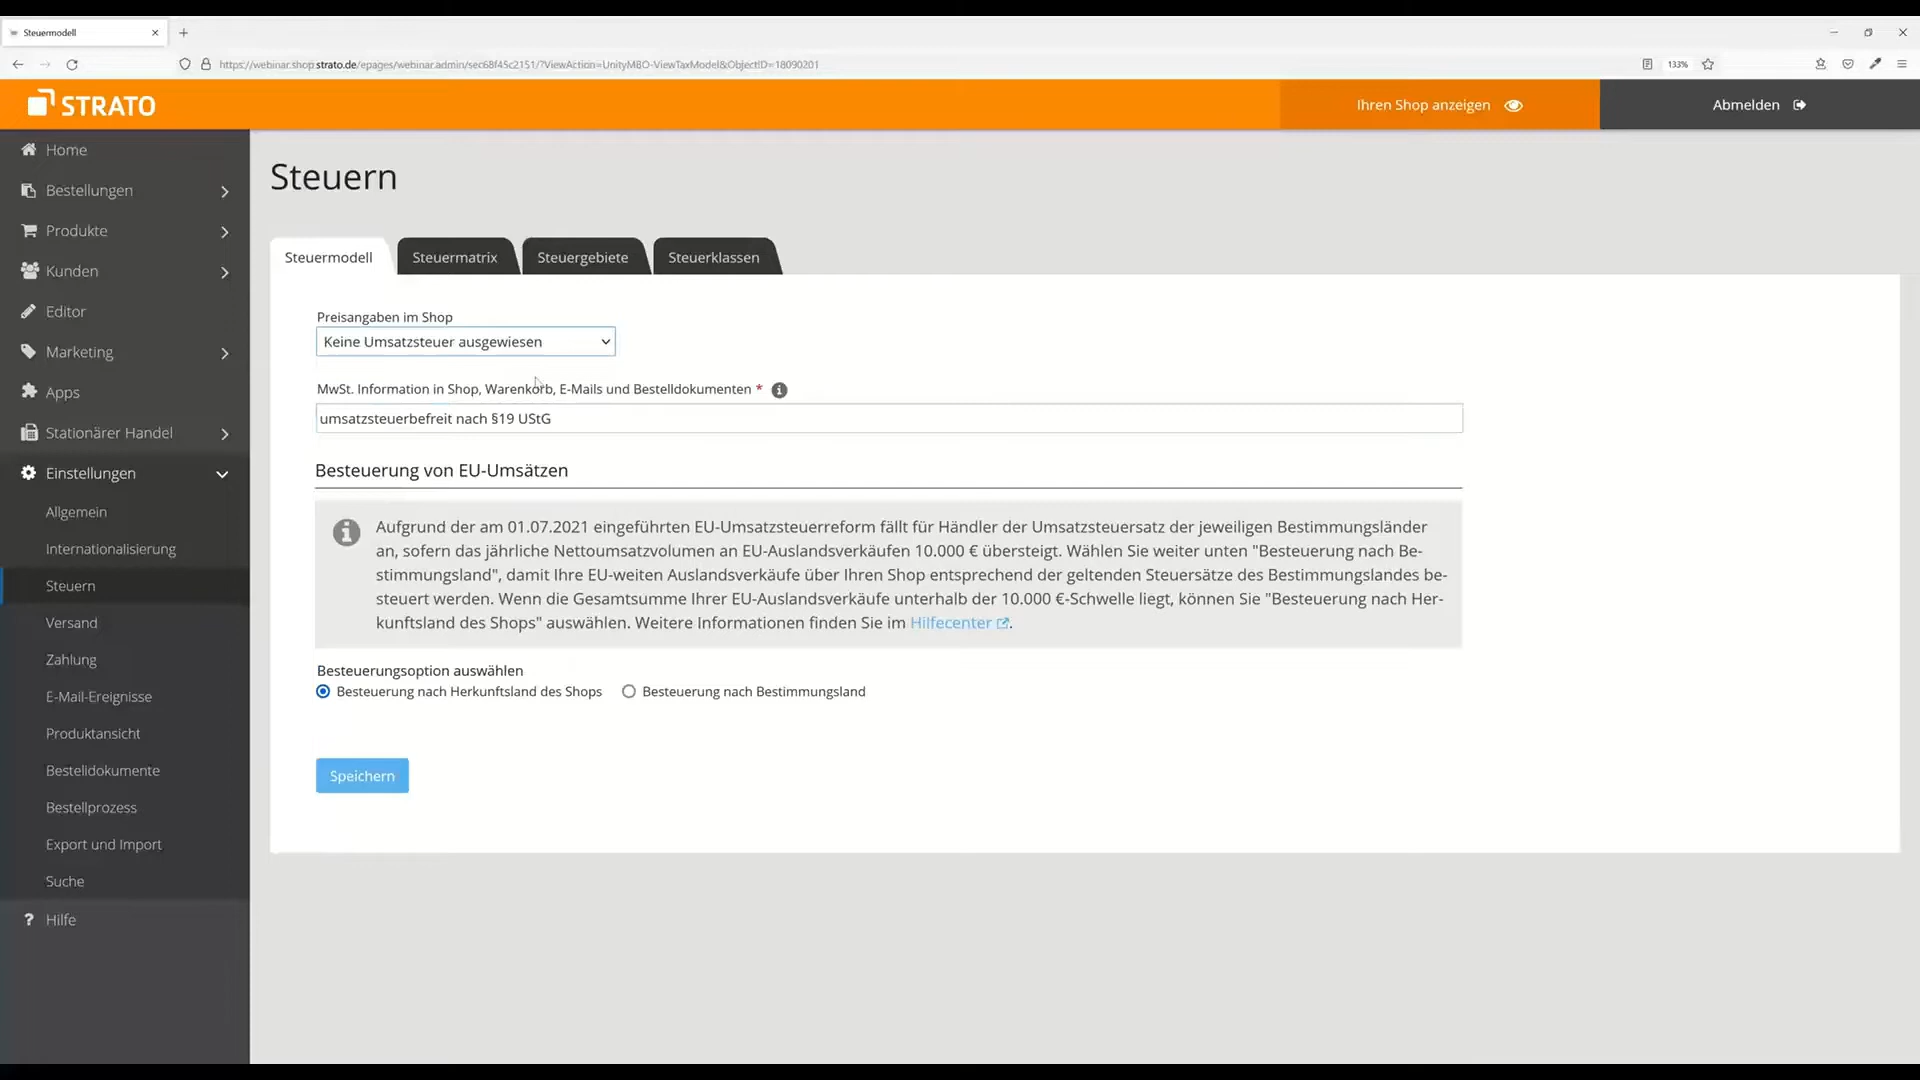 Steuermodell
https://webinar.shop.strato.de/epages/webinar.admin/sec68f45c2151/?ViewAction=UnityMBO-ViewTaxModel&ObjectID=18090201
133%
STRATO
Ihren Shop anzeigen
Abmelden
Home
Bestellungen
Produkte
Kunden
Editor
Marketing
Apps
Stationärer Handel
Einstellungen
Allgemein
Internationalisierung
Steuern
Versand
Zahlung
E-Mail-Ereignisse
Produktansicht
Bestelldokumente
Bestellprozess
Export und Import
Suche
? Hilfe
Steuern
Steuermodell
Steuermatrix
Steuergebiete
Steuerklassen
Preisangaben im Shop
Keine Umsatzsteuer ausgewiesen
MwSt. Information in Shop, Warenkorb, E-Mails und Bestelldokumenten *
umsatzsteuerbefreit nach §19 UStG
Besteuerung von EU-Umsätzen
Aufgrund der am 01.07.2021 eingeführten EU-Umsatzsteuerreform fällt für Händler der Umsatzsteuersatz der jeweiligen Bestimmungsländer
an, sofern das jährliche Nettoumsatzvolumen an EU-Auslandsverkäufen 10.000 € übersteigt. Wählen Sie weiter unten "Besteuerung nach Be-
stimmungsland", damit Ihre EU-weiten Auslandsverkäufe über Ihren Shop entsprechend der geltenden Steuersätze des Bestimmungslandes be-
steuert werden. Wenn die Gesamtsumme Ihrer EU-Auslandsverkäufe unterhalb der 10.000 €-Schwelle liegt, können Sie "Besteuerung nach Her-
kunftsland des Shops" auswählen. Weitere Informationen finden Sie im Hilfecenter.
Besteuerungsoption auswählen
Besteuerung nach Herkunftsland des Shops
Besteuerung nach Bestimmungsland
Speichern